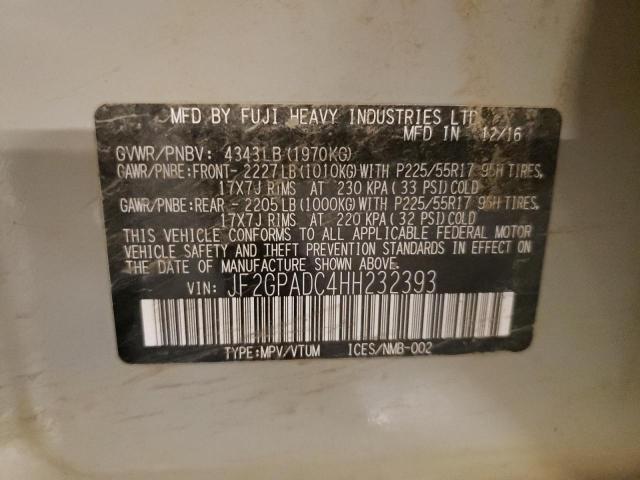 MFD BY FUJI HEAVY INDUSTRIES LTD
MFD IN 12/16
GVWR/PNBV: 4343LB(1970KG)
GAWR/PNBE:FRONT- 2227LB(1010KG)WITH P225/55R17 95H TIRES,
17X7J RIMS AT 230 KPA(33 PSI)COLD
GAWR/PNBE:REAR - 2205LB(1000KG)WITH P225/55R17 95H TIRES,
17X7J RIMS AT 220 KPA(32 PSI)COLD
THIS VEHICLE CONFORMS TO ALL APPLICABLE FEDERAL MOTOR
VEHICLE SAFETY AND THEFT PREVENTION STANDARDS IN EFFECT ON
THE DATE OF MANUFACTURE SHOWN ABOVE.
VIN: JF2GPADC4HH232393
TYPE:MPV/VTUM ICES/NMB-002